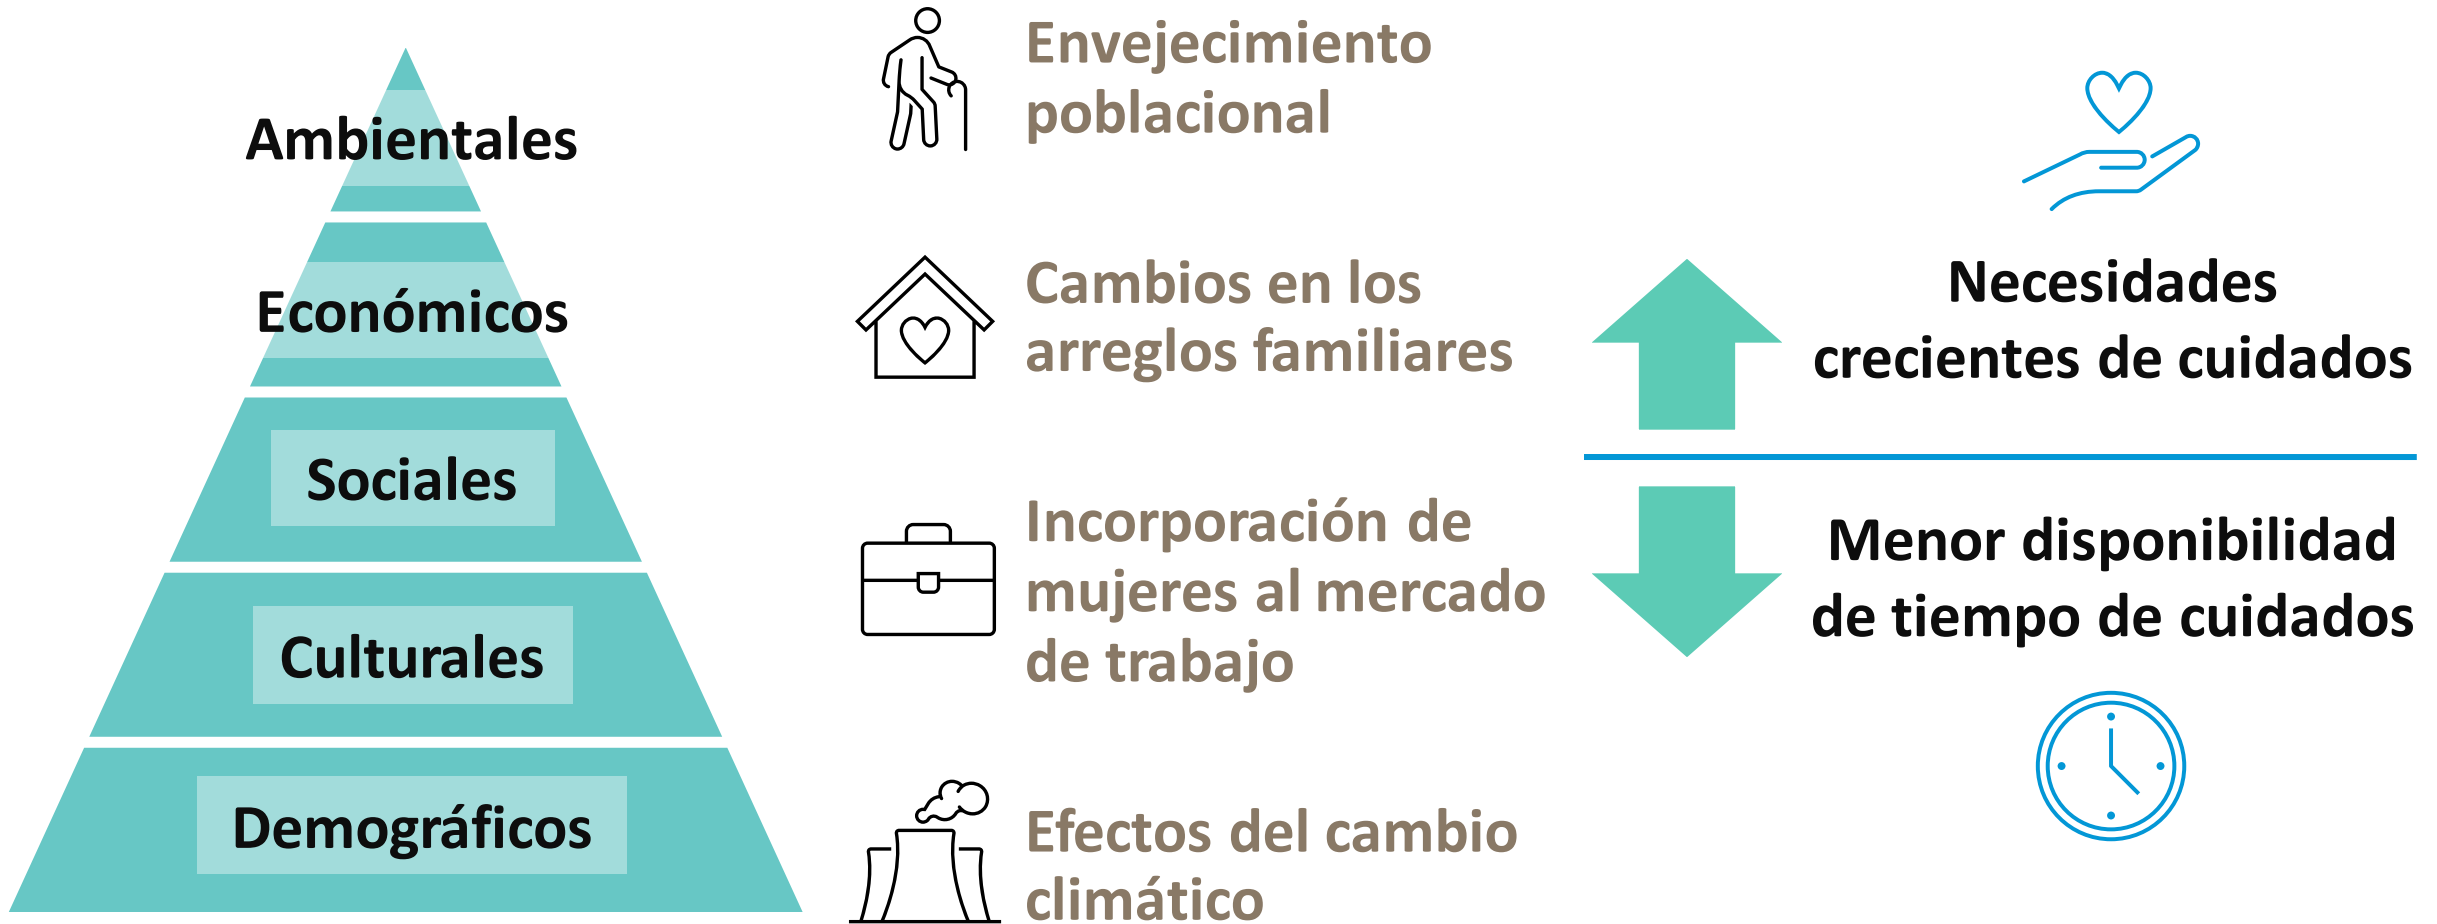 Ambientales
Económicos
Sociales
Culturales
Demográficos
Envejecimiento
poblacional
Cambios en los
arreglos familiares
Incorporación de
mujeres al mercado
de trabajo
Efectos del cambio
climático
Necesidades
crecientes de cuidados
Menor disponibilidad
de tiempo de cuidados